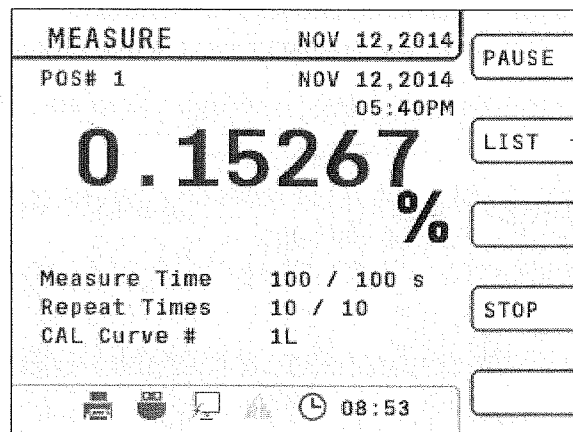 MEASURE NOV 12,2014
PAUSE
POS# 1 NOV 12,2014
05:40PM
LIST
0.15267
%
Measure Time 100 / 100 s
Repeat Times 10 / 10
STOP
CAL Curve # 1L
08:53